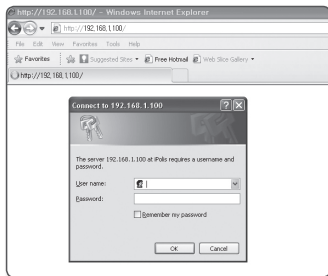 http://192.168.1.100/ - Windows Internet Explorer
http://192.168.1.100/
File Edit View Favorites Tools Help
Favorites Suggested Sites Free Hotmail Web Slice Gallery
http://192.168.1.100/
Connect to 192.168.1.100
The server 192.168.1.100 at iPolis requires a username and
password.
User name:
Password:
Remember my password
OK Cancel